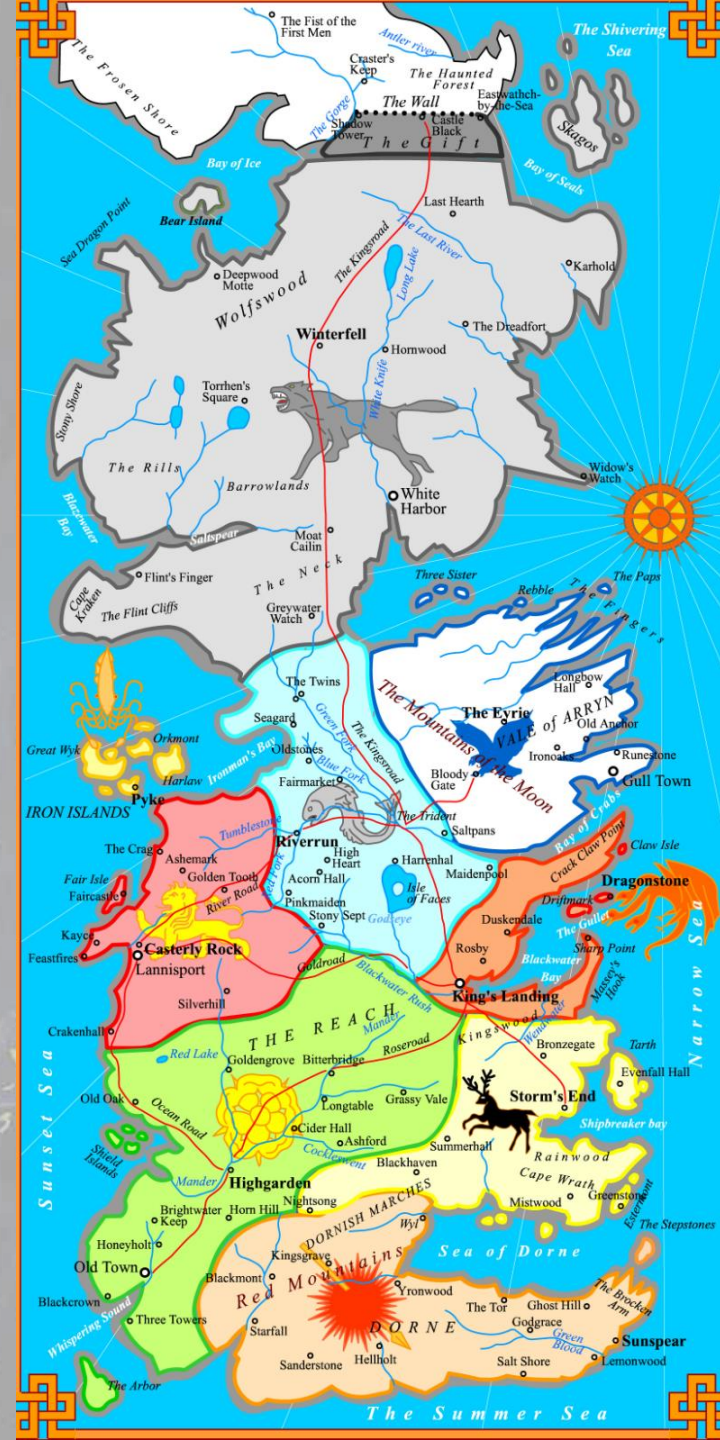 The Fist of the
First Men
The Shivering
Sea
Antler river
The Frozen Shore
Craster's
Keep
The Haunted
Forest
Eastwathch-
by-the-Sea
The Wall
The Gorge
Shadow
Tower
Castle
Black
The Gift
Skagos
Bay of Ice
Bay of Seals
Bear Island
Sea Dragon Point
Last Hearth
The Last River
The Kingsroad
Long Lake
Karhold
Deepwood
Motte
Wolfswood
The Dreadfort
Winterfell
Hornwood
White Knife
Torrhen's
Square
Stony Shore
The Rills
Barrowlands
Widow's
Watch
White
Harbor
Blazewater
Bay
Saltspear
Moat
Cailin
The Neck
Flint's Finger
Cape
Kraken
The Flint Cliffs
Greywater
Watch
Three Sister
Rebble
The Paps
The Fingers
The Twins
Longbow
Hall
The Mountains of the Moon
The Eyrie
VALE of ARRYN
Old Anchor
Seagard
Green Fork
The Kingsroad
Great Wyk
Orkmont
Ironman's Bay
Oldstones
Blue Fork
Ironoaks
Runestone
Harlaw
Fairmarket
Bloody
Gate
Gull Town
Pyke
IRON ISLANDS
The Trident
Bay of Crabs
Tumblestone
Riverrun
Saltpans
Crack Claw Point
Claw Isle
The Crag
Ashemark
High
Heart
Harrenhal
Maidenpool
Golden Tooth
Red Fork
Acorn Hall
Isle
of Faces
Dragonstone
Fair Isle
Faircastle
River Road
Pinkmaiden
Driftmark
Stony Sept
Godseye
Duskendale
The Gullet
Kayce
Feastfires
Casterly Rock
Lannisport
Rosby
Sharp Point
Goldroad
Blackwater Rush
Blackwater
Bay
Massey's
Hook
Narrow Sea
Silverhill
King's Landing
Crakenhall
THE REACH
Mander
Kingswood
Wendwater
Roseroad
Bronzegate
Tarth
Red Lake
Goldengrove
Bitterbridge
Evenfall Hall
Sunset Sea
Old Oak
Longtable
Grassy Vale
Storm's End
Ocean Road
Shipbreaker bay
Cider Hall
Ashford
Shield
Islands
Summerhall
Cockleswent
Blackhaven
Rainwood
Mander
Highgarden
Cape Wrath
Mistwood
Greenstone
Estermont
Nightsong
Brightwater
Keep
Horn Hill
DORNISH MARCHES
Wyl
The Stepstones
Honeyholt
Kingsgrave
Sea of Dorne
Old Town
Blackmont
Red Mountains
Yronwood
Blackcrown
The Tor
Ghost Hill
The Brocken
Arm
Whispering Sound
Three Towers
Starfall
DORNE
Godsgrace
Green
Blood
Sunspear
Sanderstone
Hellholt
Salt Shore
Lemonwood
The Arbor
The Summer Sea